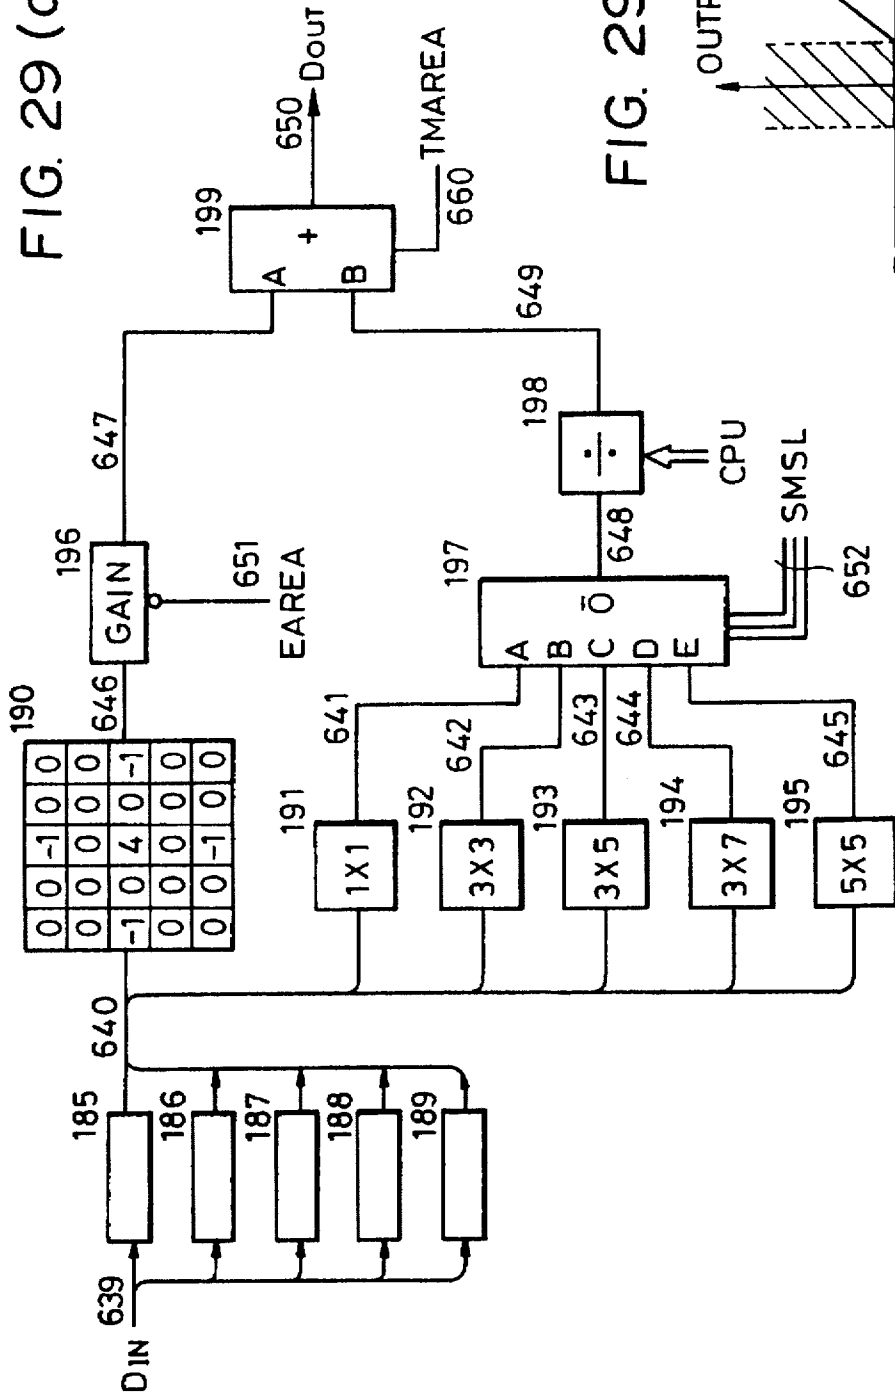 FIG. 29 (a
DIN
639
185
186
187
188
189
640
190
0 0 -1 0 0
0 0 0 0 0
-1 0 4 0 -1
0 0 0 0 0
0 0 -1 0 0
646
196
GAIN
647
651
EAREA
191
1X1
641
192
3X3
642
193
3X5
643
194
3X7
644
195
5X5
645
197
A
B
C
D
E
Ō
652
SMSL
648
198
÷
CPU
649
199
A
B
+
650
DOUT
660
TMAREA
FIG. 29
OUTP